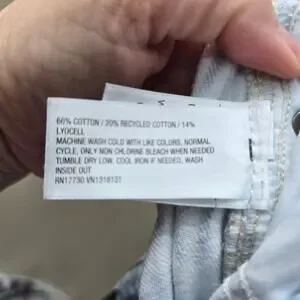 66% COTTON / 20% RECYCLED COTTON / 14%
LYOCELL
MACHINE WASH COLD WITH LIKE COLORS, NORMAL
CYCLE, ONLY NON CHLORINE BLEACH WHEN NEEDED
TUMBLE DRY LOW, COOL IRON IF NEEDED, WASH
INSIDE OUT
RN17730 VN1318131